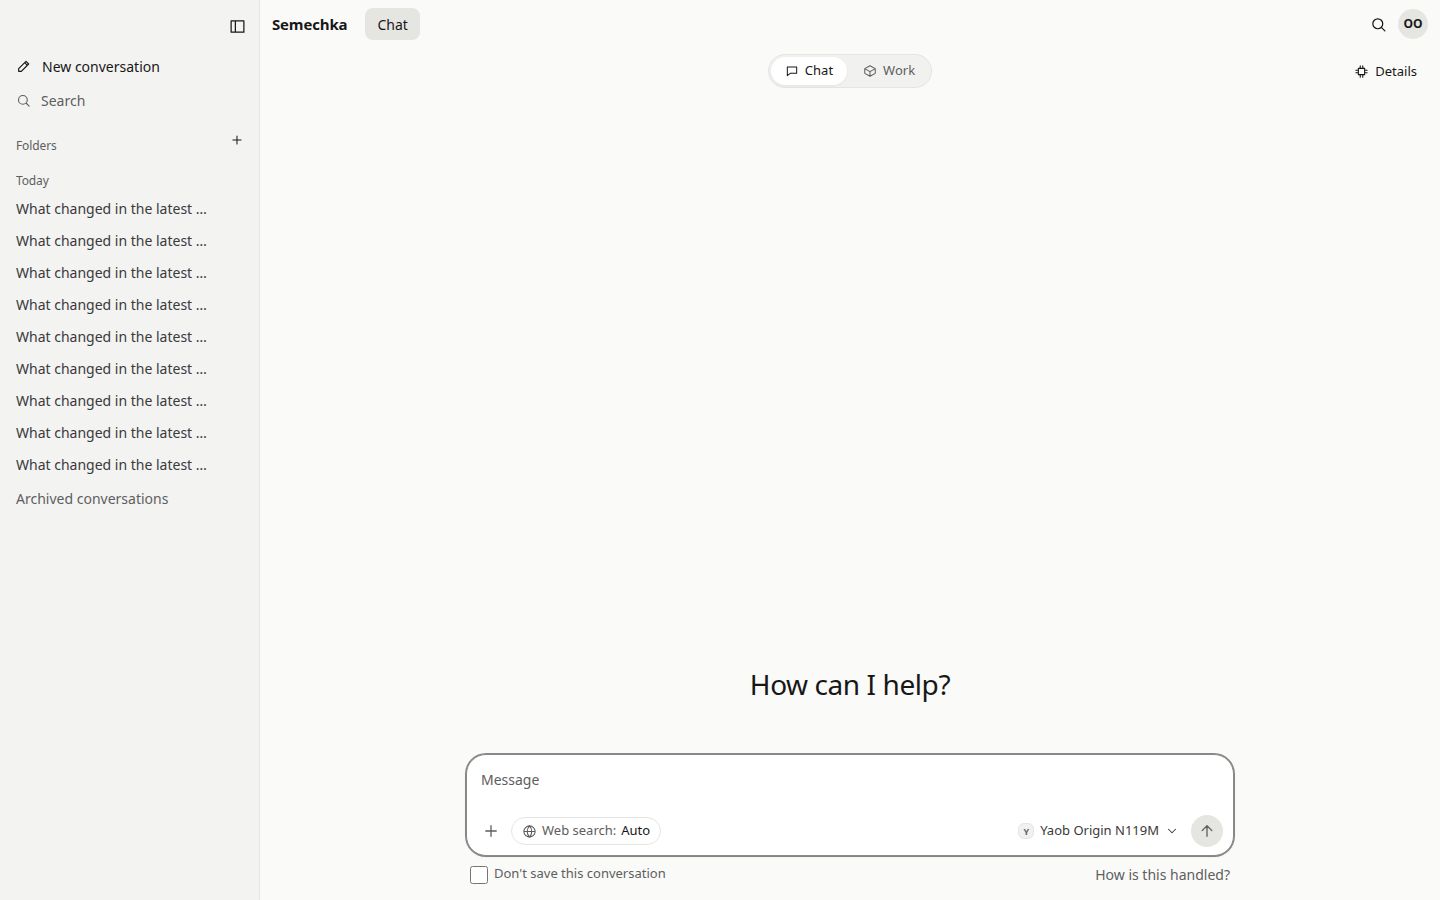 New conversation
Search
Folders
Today
What changed in the latest ...
What changed in the latest ...
What changed in the latest ...
What changed in the latest ...
What changed in the latest ...
What changed in the latest ...
What changed in the latest ...
What changed in the latest ...
What changed in the latest ...
Archived conversations
Semechka
Chat
OO
Chat
Work
Details
How can I help?
Message
Web search: Auto
Y Yaob Origin N119M
Don't save this conversation
How is this handled?